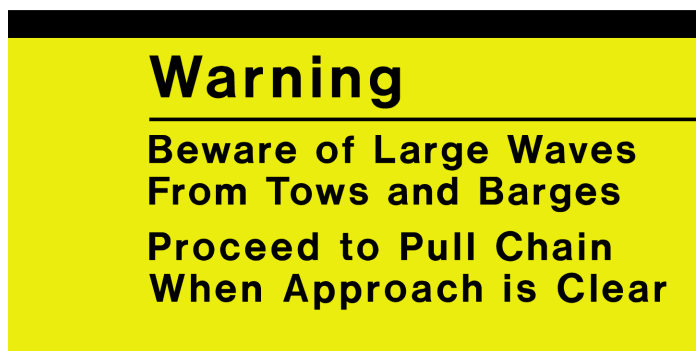 Warning
Beware of Large Waves
From Tows and Barges
Proceed to Pull Chain
When Approach is Clear